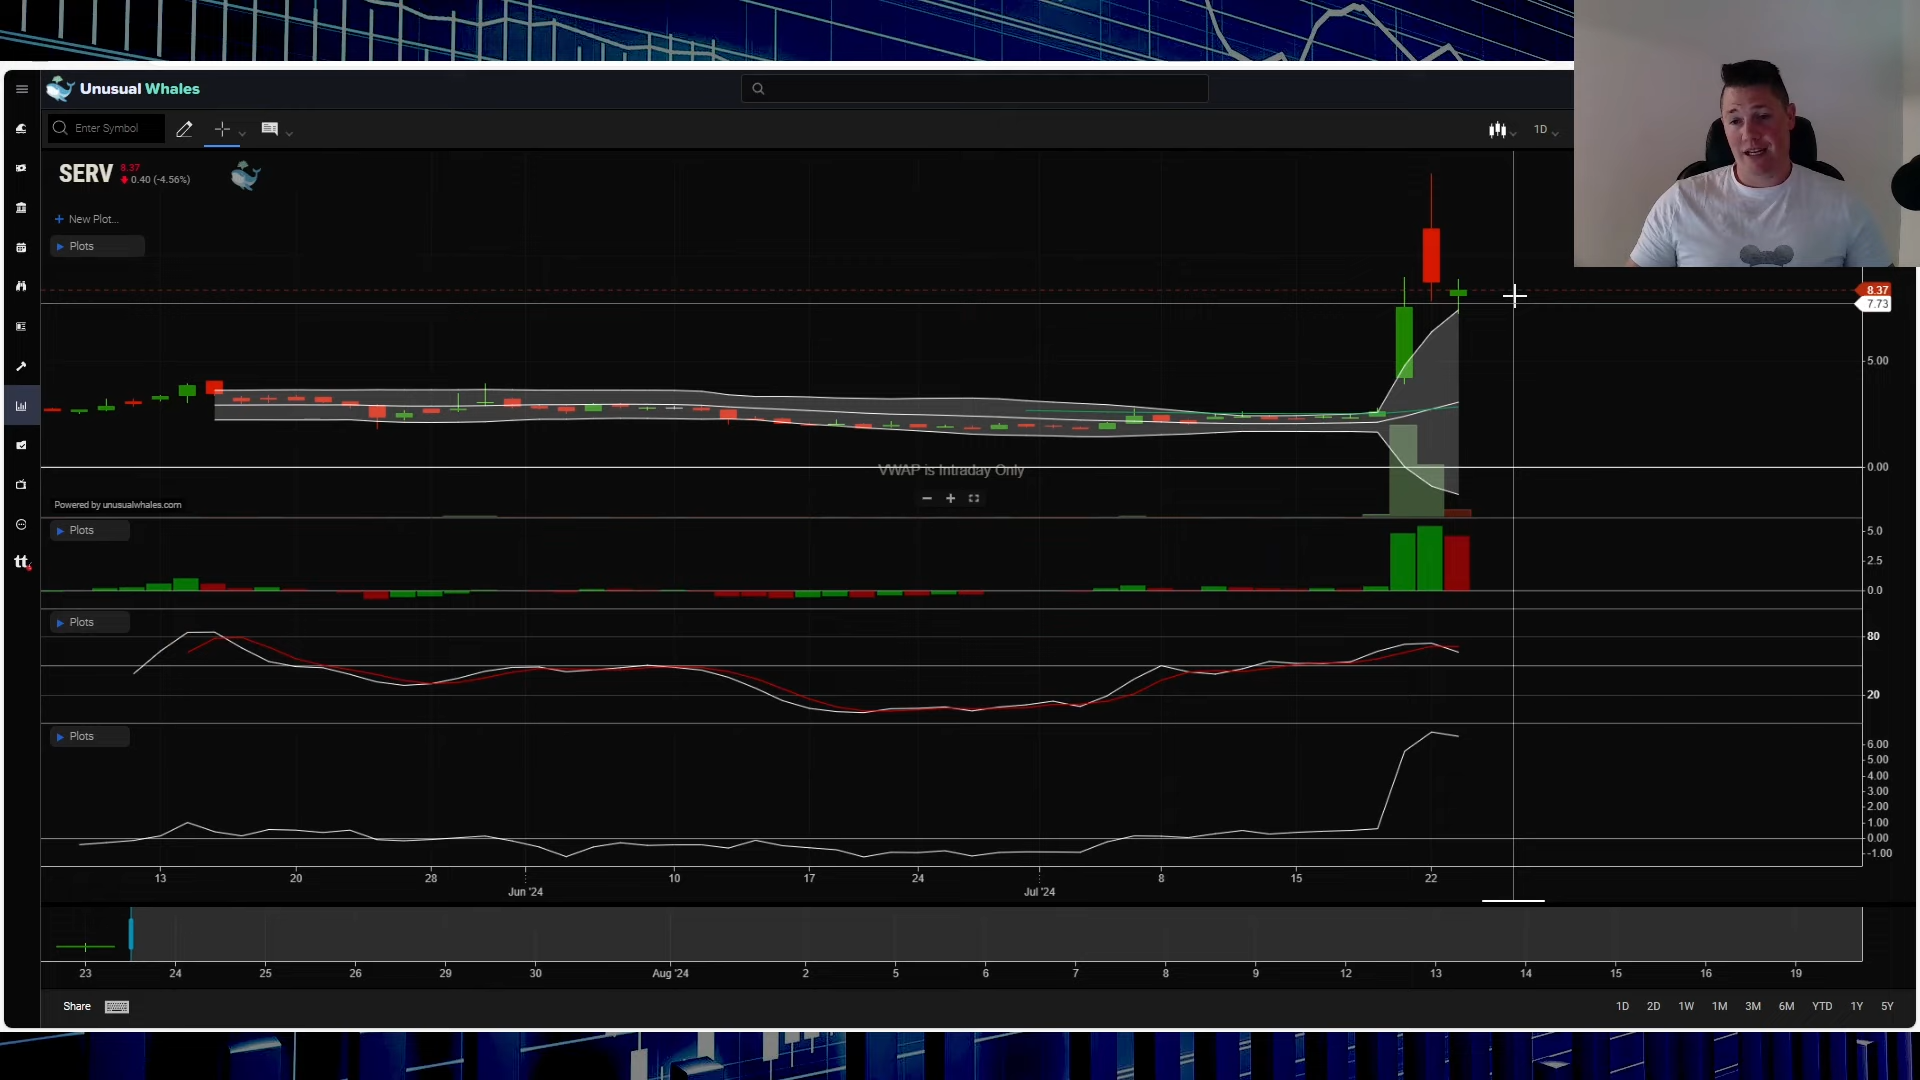 Unusual Whales
Enter Symbol
1D
SERV 8.37
0.40 (-4.56%)
+ New Plot...
Plots
8.37
7.73
5.00
0.00
VWAP is Intraday Only
Powered by unusualwhales.com
Plots
5.0
2.5
0.0
Plots
80
20
Plots
6.00
5.00
4.00
3.00
2.00
1.00
0.00
-1.00
13 20 28 10 17 24 8 15 22
Jun '24 Jul '24
23 24 25 26 29 30 Aug '24 2 5 6 7 8 9 12 13 14 15 16 19
tt
Share
1D 2D 1W 1M 3M 6M YTD 1Y 5Y